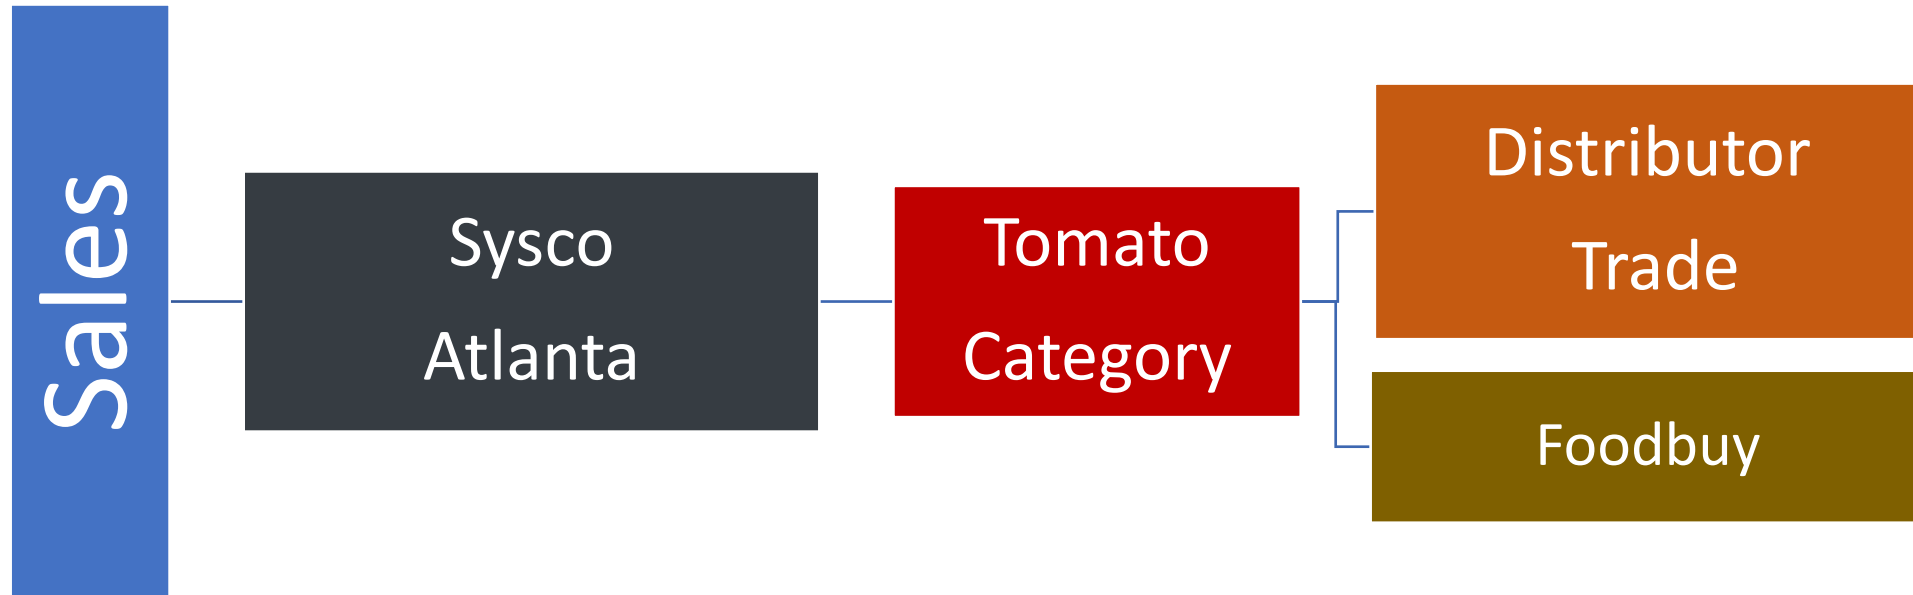 Sales
Sysco
Atlanta
Tomato
Category
Distributor
Trade
Foodbuy